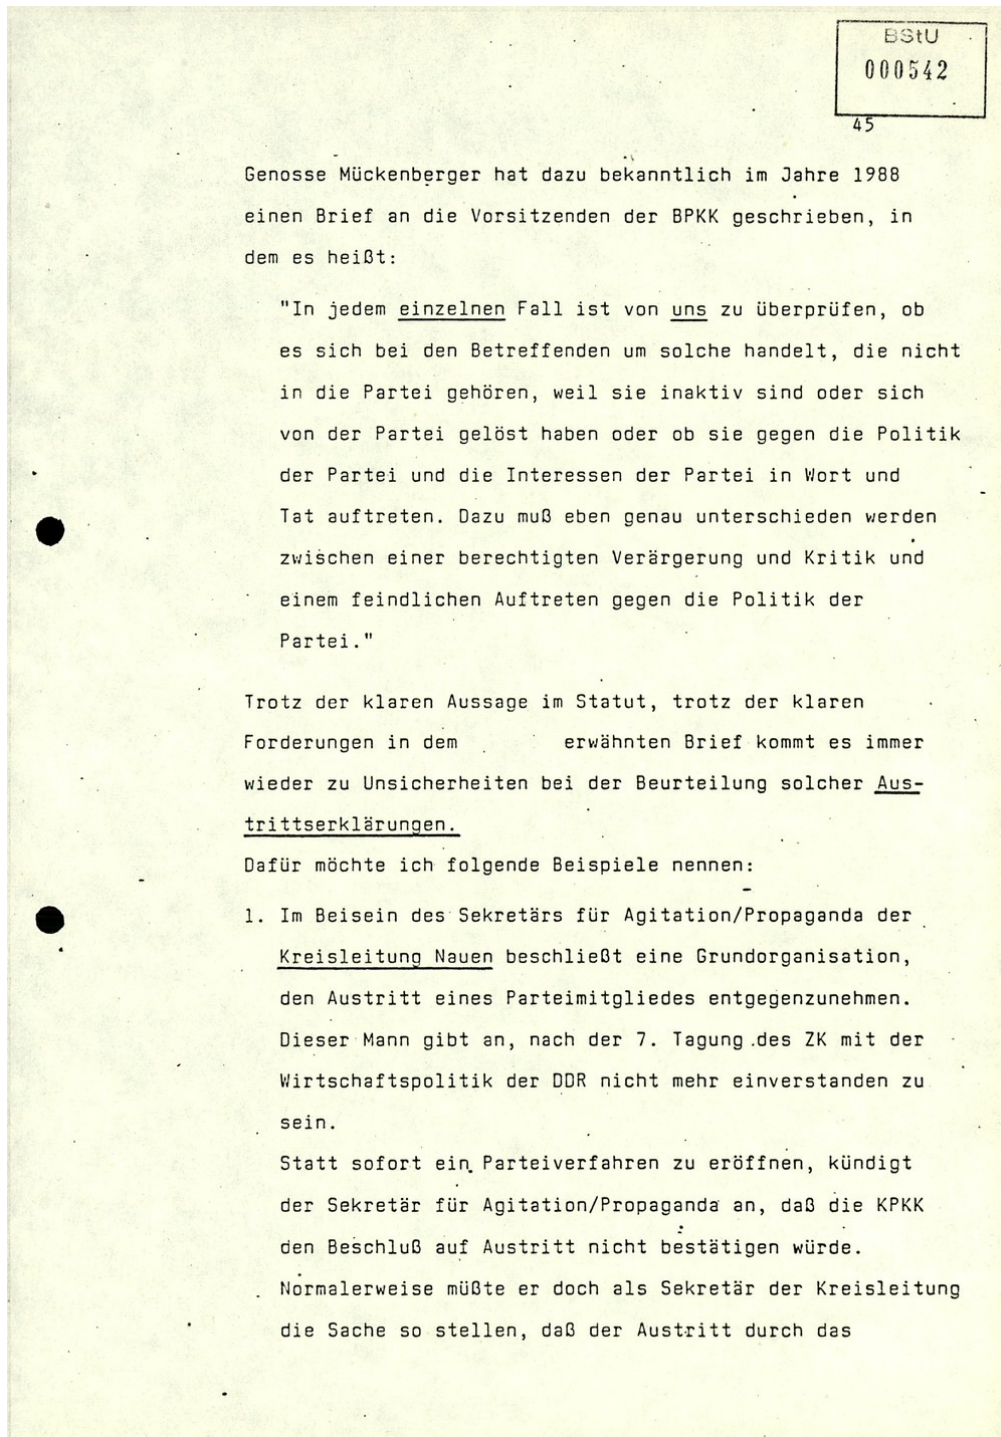 BStU
000542
45
Genosse Mückenberger hat dazu bekanntlich im Jahre 1988
einen Brief an die Vorsitzenden der BPKK geschrieben, in
dem es heißt:
"In jedem einzelnen Fall ist von uns zu überprüfen, ob
es sich bei den Betreffenden um solche handelt, die nicht
in die Partei gehören, weil sie inaktiv sind oder sich
von der Partei gelöst haben oder ob sie gegen die Politik
der Partei und die Interessen der Partei in Wort und
Tat auftreten. Dazu muß eben genau unterschieden werden
zwischen einer berechtigten Verärgerung und Kritik und
einem feindlichen Auftreten gegen die Politik der
Partei."
Trotz der klaren Aussage im Statut, trotz der klaren
Forderungen in dem erwähnten Brief kommt es immer
wieder zu Unsicherheiten bei der Beurteilung solcher Aus-
trittserklärungen.
Dafür möchte ich folgende Beispiele nennen:
1. Im Beisein des Sekretärs für Agitation/Propaganda der
Kreisleitung Nauen beschließt eine Grundorganisation,
den Austritt eines Parteimitgliedes entgegenzunehmen.
Dieser Mann gibt an, nach der 7. Tagung des ZK mit der
Wirtschaftspolitik der DDR nicht mehr einverstanden zu
sein.
Statt sofort ein Parteiverfahren zu eröffnen, kündigt
der Sekretär für Agitation/Propaganda an, daß die KPKK
den Beschluß auf Austritt nicht bestätigen würde.
Normalerweise müßte er doch als Sekretär der Kreisleitung
die Sache so stellen, daß der Austritt durch das